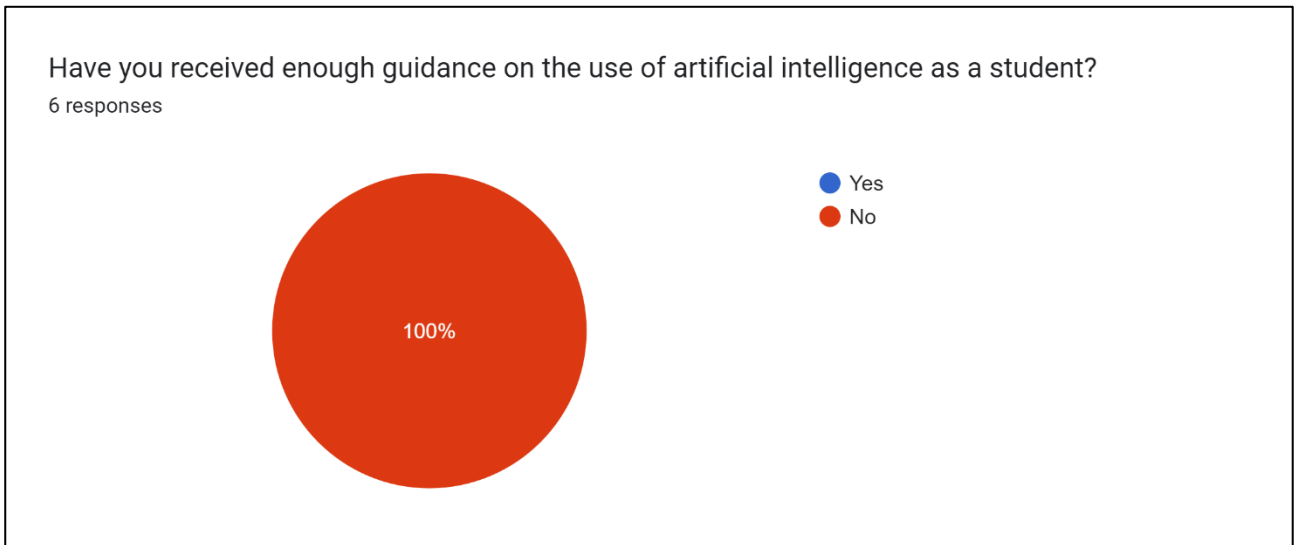 Have you received enough guidance on the use of artificial intelligence as a student?
6 responses
Yes
No
100%